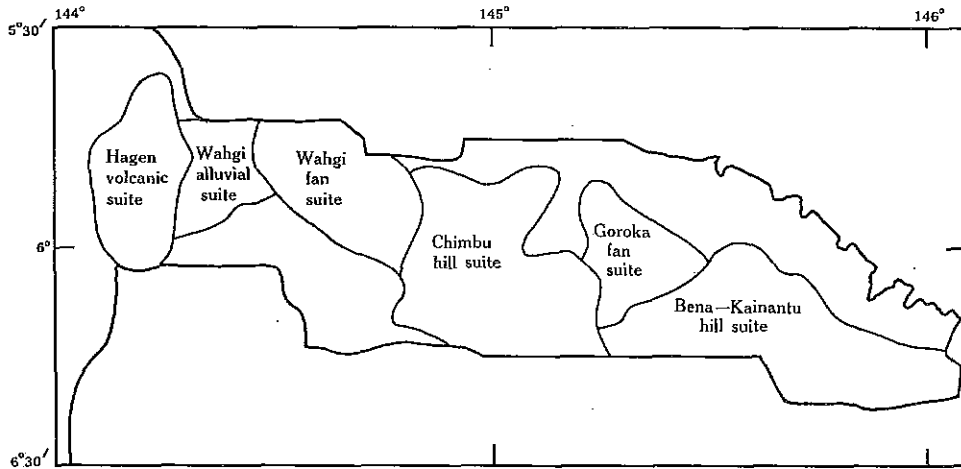 144° 145° 146°
5°30′
Hagen
volcanic
suite
Wahgi
alluvial
suite
Wahgi
fan
suite
Chimbu
hill suite
Goroka
fan
suite
Bena—Kainantu
hill suite
6°
6°30′